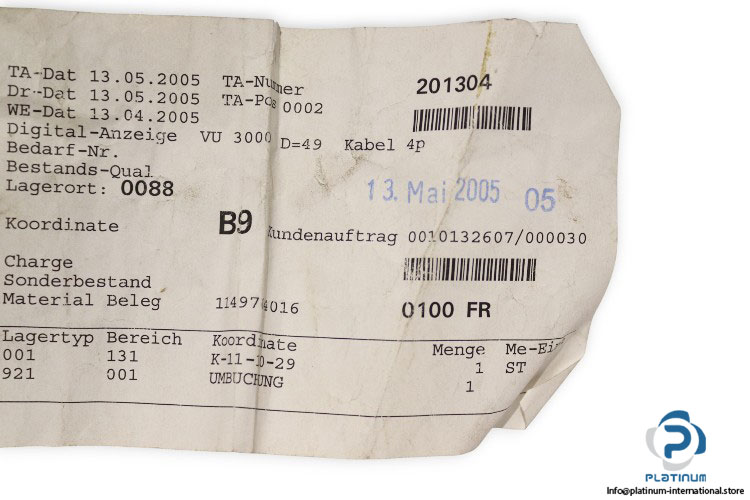 TA-Dat 13.05.2005 TA-Nummer 201304
Dr-Dat 13.05.2005 TA-Pos 0002
WE-Dat 13.04.2005
Digital-Anzeige VU 3000 D=49 Kabel 4p
Bedarf-Nr.
Bestands-Qual
Lagerort: 0088
13. Mai 2005 05
Koordinate B9 Kundenauftrag 0010132607/000030
Charge
Sonderbestand
Material Beleg 0100 FR
Lagertyp Bereich Koordinate Menge Me-Ein
001 131 K-11-10-29 1 ST
921 001 UMBUCHUNG 1
PLATINUM
Info@platinum-international.store